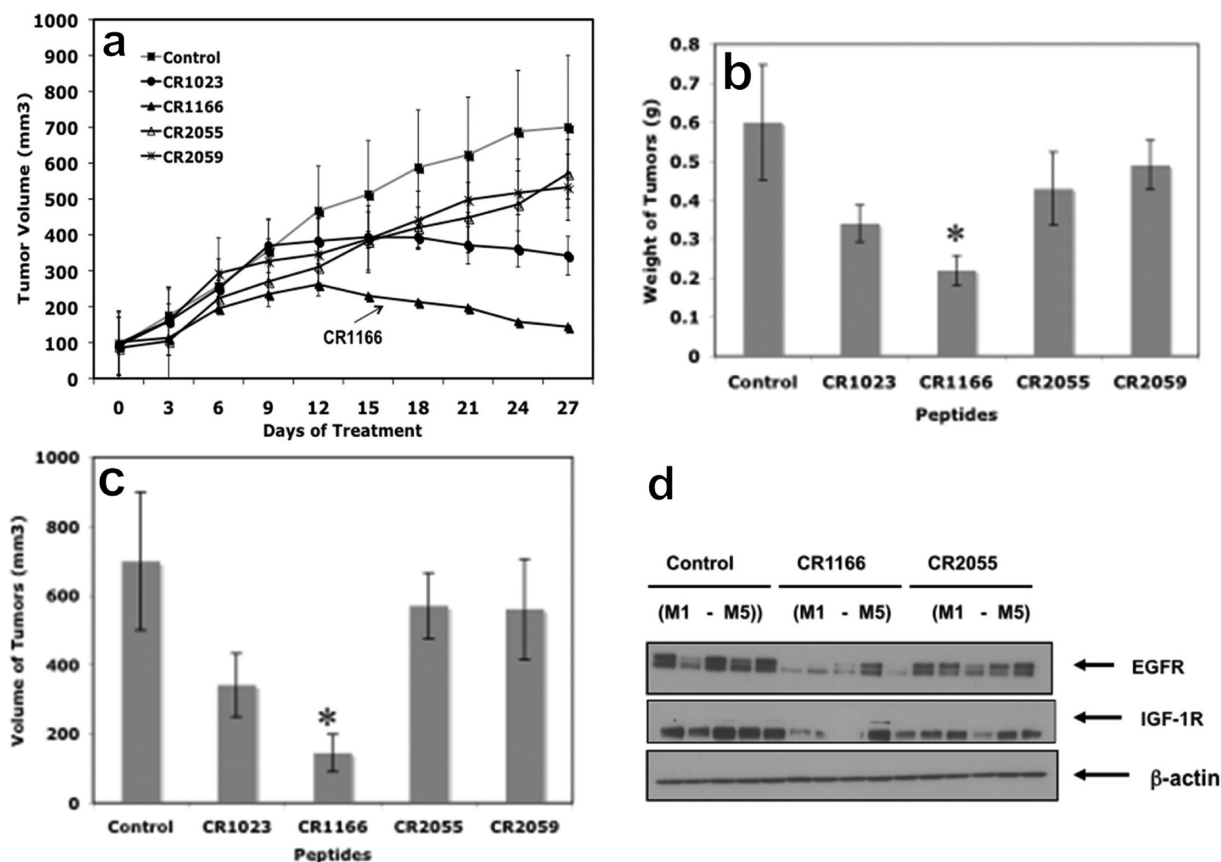 a
1000
900
800
700
600
500
400
300
200
100
0
Tumor Volume (mm3)
Control
CR1023
CR1166
CR2055
CR2059
CR1166
0 3 6 9 12 15 18 21 24 27
Days of Treatment
b
0.8
0.7
0.6
0.5
0.4
0.3
0.2
0.1
0
Weight of Tumors (g)
*
Control CR1023 CR1166 CR2055 CR2059
Peptides
c
1000
800
600
400
200
0
Volume of Tumors (mm3)
*
Control CR1023 CR1166 CR2055 CR2059
Peptides
d
Control CR1166 CR2055
(M1 - M5)) (M1 - M5) (M1 - M5)
EGFR
IGF-1R
β-actin